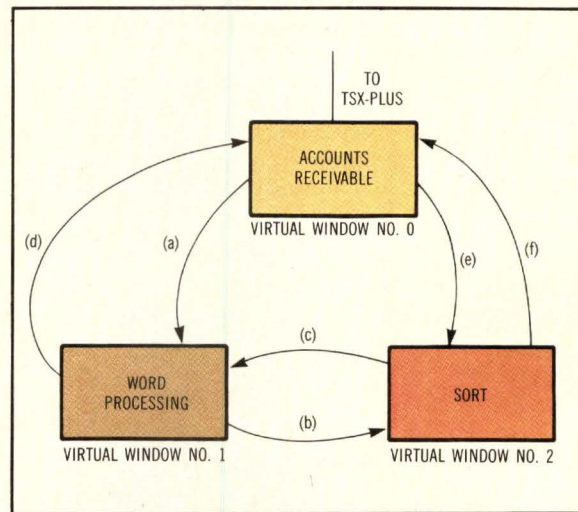 TO
TSX-PLUS
ACCOUNTS
RECEIVABLE
VIRTUAL WINDOW NO. 0
(d)
(a)
(e)
(f)
(c)
WORD
PROCESSING
SORT
(b)
VIRTUAL WINDOW NO. 1
VIRTUAL WINDOW NO. 2